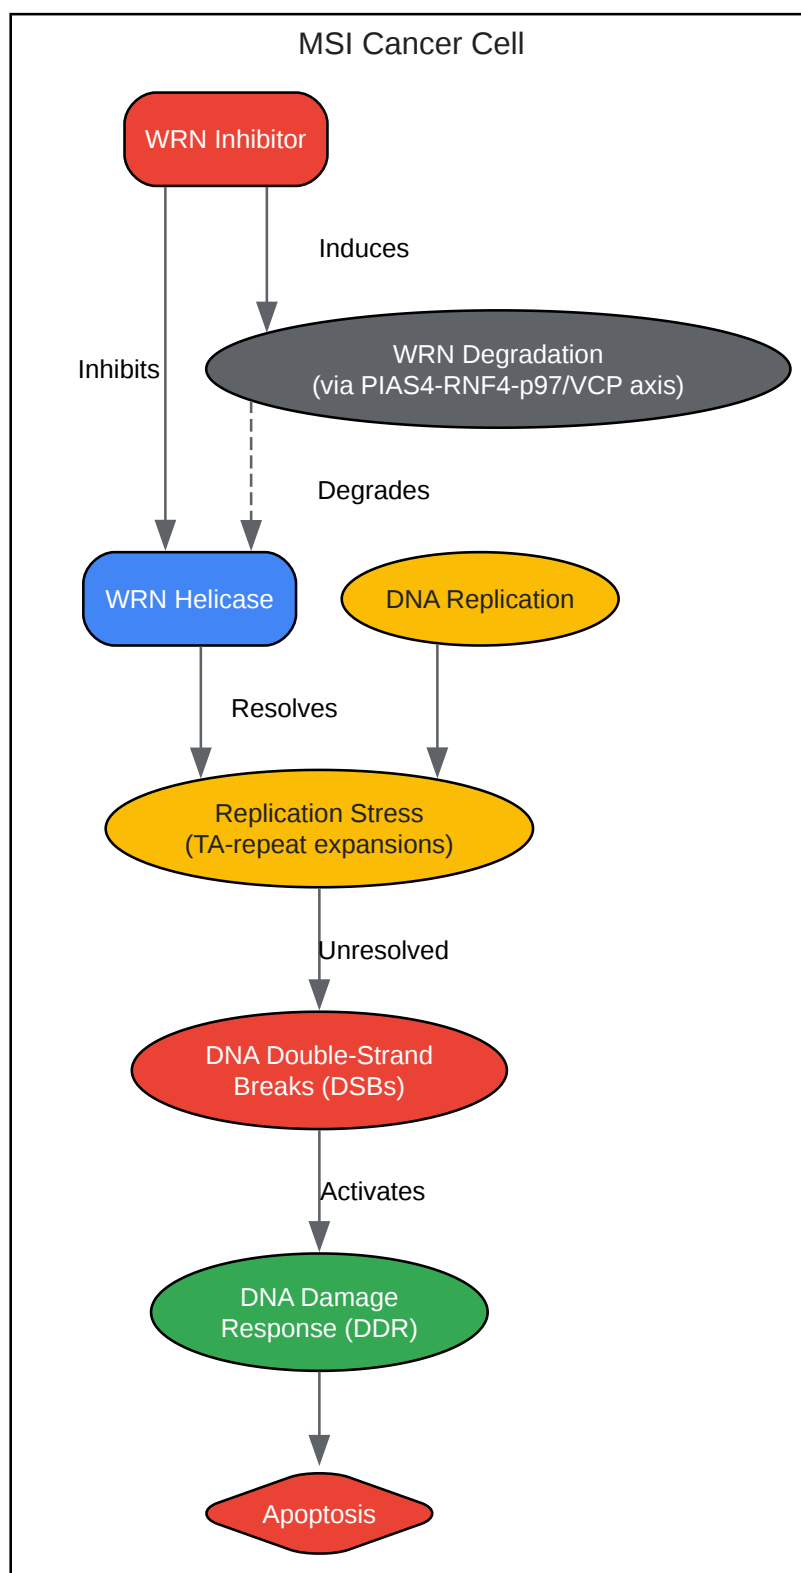 MSI Cancer Cell
WRN Inhibitor
Induces
WRN Degradation
(via PIAS4-RNF4-p97/VCP axis)
Inhibits
Degrades
WRN Helicase
DNA Replication
Resolves
Replication Stress
(TA-repeat expansions)
Unresolved
DNA Double-Strand
Breaks (DSBs)
Activates
DNA Damage
Response (DDR)
Apoptosis